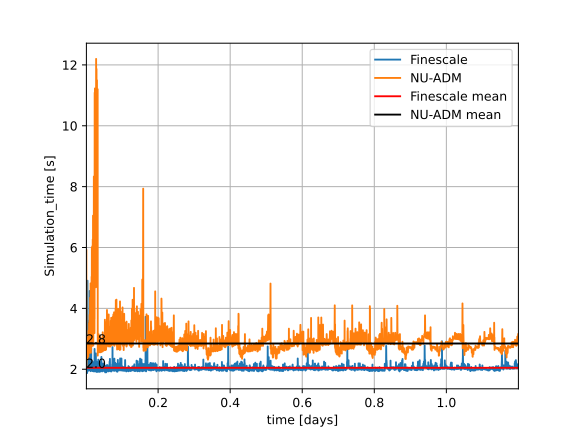 12
10
8
6
4
2
Simulation_time [s]
Finescale
NU-ADM
Finescale mean
NU-ADM mean
2.8
2.0
0.2 0.4 0.6 0.8 1.0
time [days]